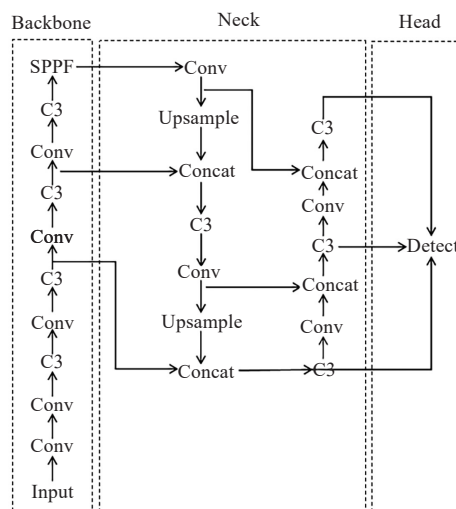 Backbone
Neck
Head
SPPF
C3
Conv
C3
Conv
C3
Conv
C3
Conv
Conv
Input
Conv
Upsample
Concat
C3
Conv
Upsample
Concat
C3
Concat
Conv
C3
Concat
Conv
C3
Detect